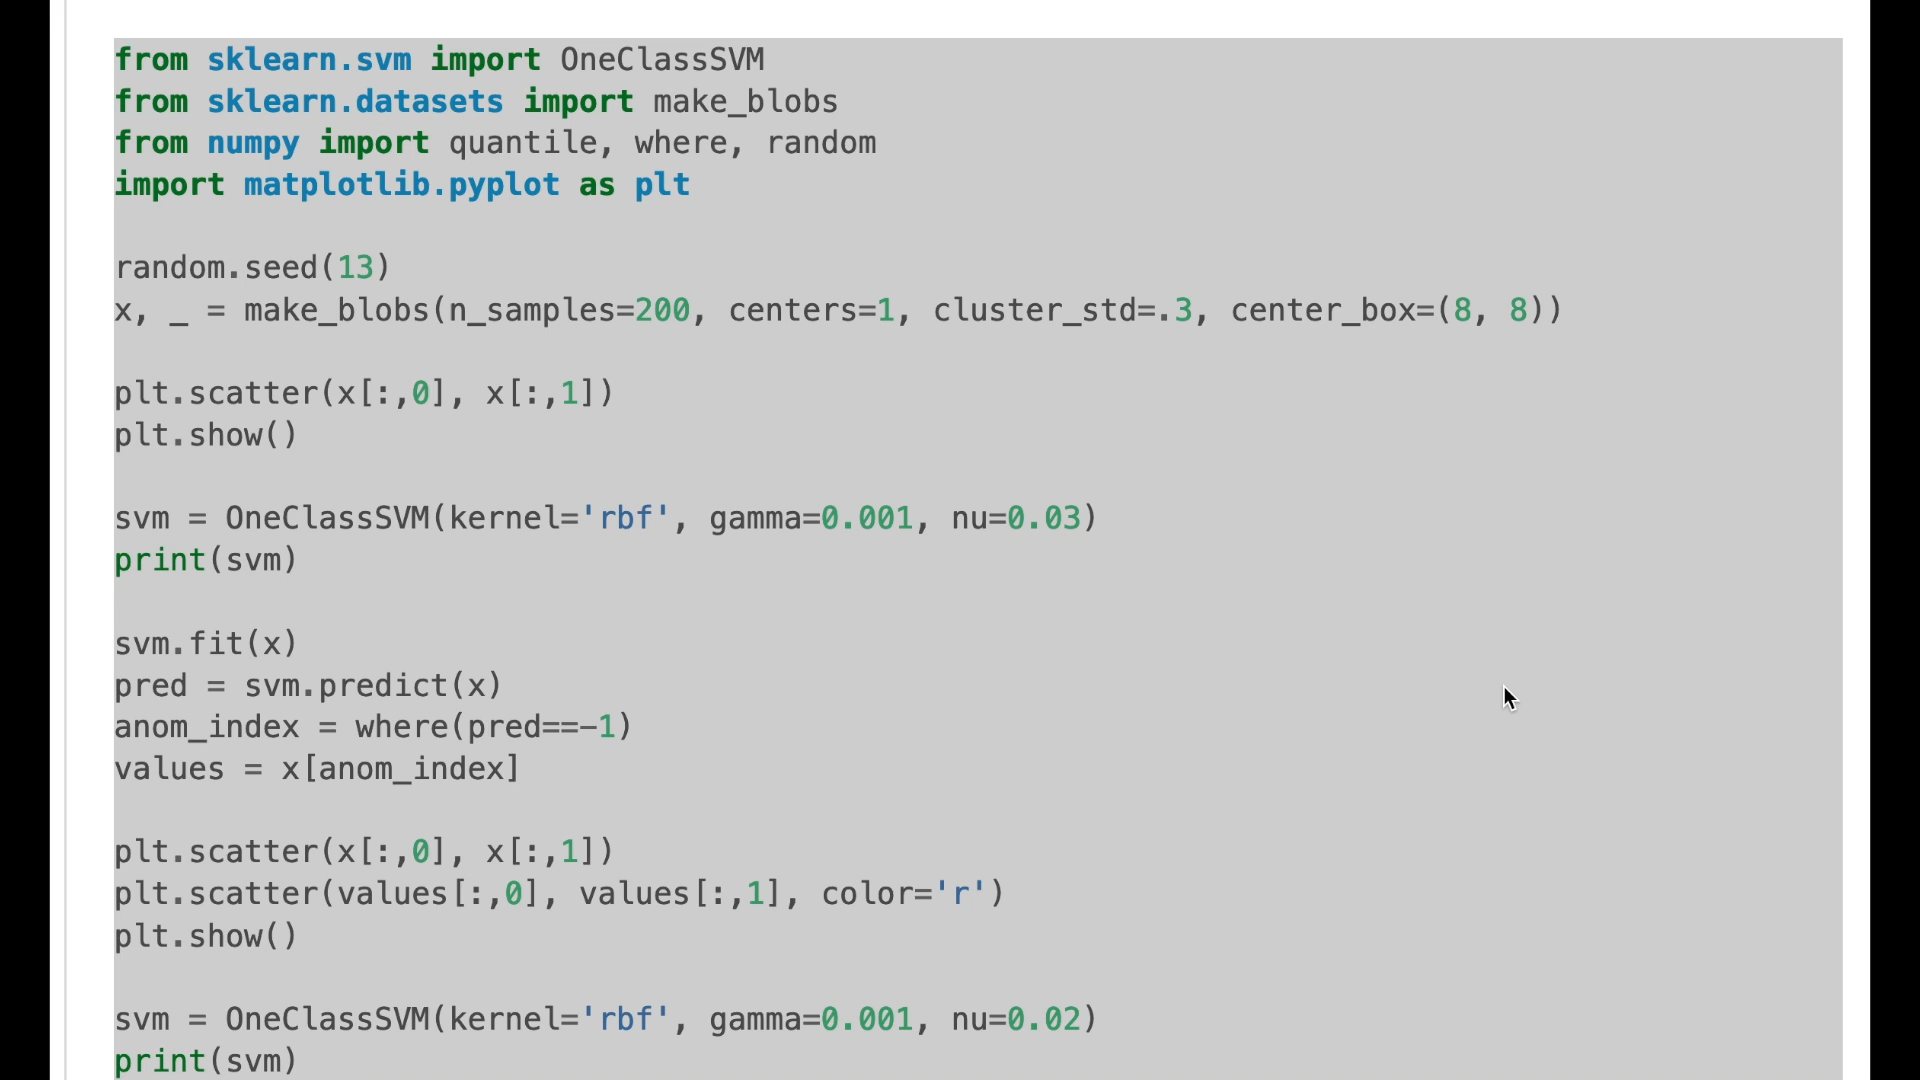 from sklearn.svm import OneClassSVM
from sklearn.datasets import make_blobs
from numpy import quantile, where, random
import matplotlib.pyplot as plt
random.seed(13)
x, _ = make_blobs(n_samples=200, centers=1, cluster_std=.3, center_box=(8, 8))
plt.scatter(x[:,0], x[:,1])
plt.show()
svm = OneClassSVM(kernel='rbf', gamma=0.001, nu=0.03)
print(svm)
svm.fit(x)
pred = svm.predict(x)
anom_index = where(pred==-1)
values = x[anom_index]
plt.scatter(x[:,0], x[:,1])
plt.scatter(values[:,0], values[:,1], color='r')
plt.show()
svm = OneClassSVM(kernel='rbf', gamma=0.001, nu=0.02)
print(svm)